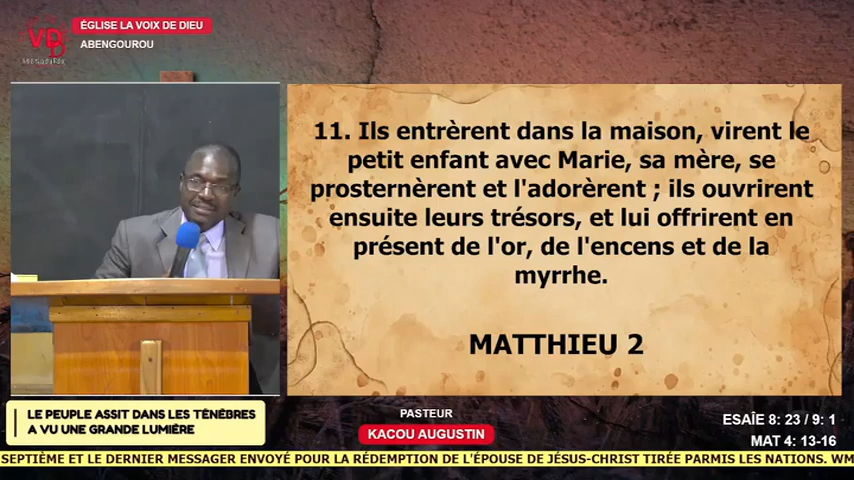 ÉGLISE LA VOIX DE DIEU
ABENGOUROU
VDD
11. Ils entrèrent dans la maison, virent le
petit enfant avec Marie, sa mère, se
prosternèrent et l'adorèrent ; ils ouvrirent
ensuite leurs trésors, et lui offrirent en
présent de l'or, de l'encens et de la
myrrhe.
MATTHIEU 2
LE PEUPLE ASSIT DANS LES TÉNÈBRES
A VU UNE GRANDE LUMIÈRE
PASTEUR
KACOU AUGUSTIN
ESAÎE 8: 23 / 9: 1
MAT 4: 13-16
SEPTIÈME ET LE DERNIER MESSAGER ENVOYÉ POUR LA RÉDEMPTION DE L'ÉPOUSE DE JÉSUS-CHRIST TIRÉE PARMIS LES NATIONS. WM